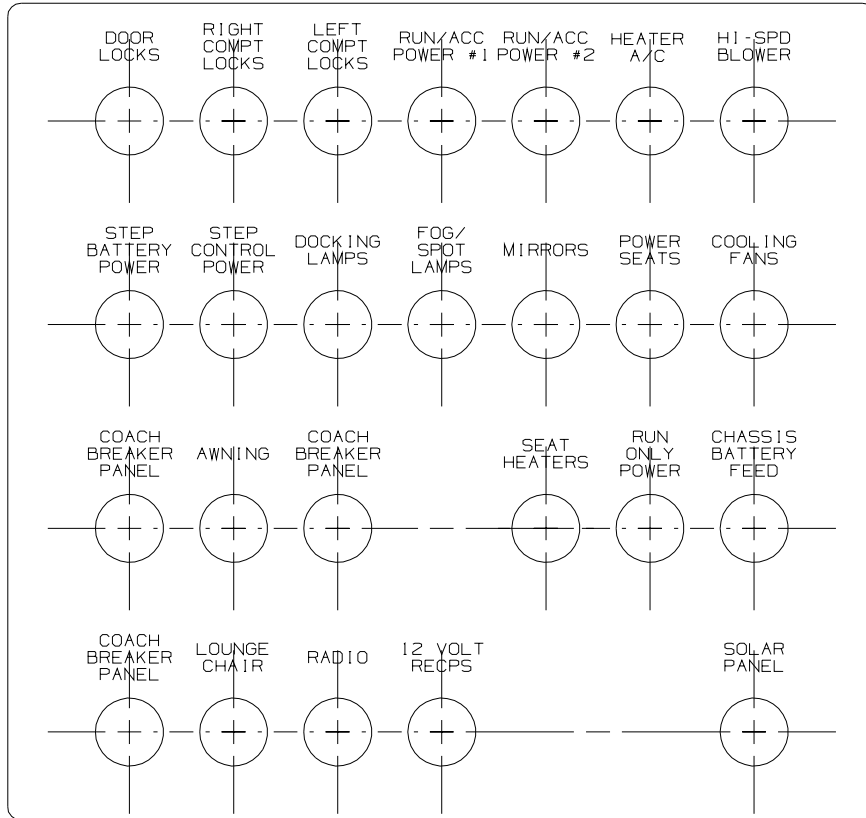 DOOR
LOCKS
RIGHT
COMPT
LOCKS
LEFT
COMPT
LOCKS
RUN/ACC
POWER #1
RUN/ACC
POWER #2
HEATER
A/C
HI-SPD
BLOWER
STEP
BATTERY
POWER
STEP
CONTROL
POWER
DOCKING
LAMPS
FOG/
SPOT
LAMPS
MIRRORS
POWER
SEATS
COOLING
FANS
COACH
BREAKER
PANEL
AWNING
COACH
BREAKER
PANEL
SEAT
HEATERS
RUN
ONLY
POWER
CHASSIS
BATTERY
FEED
COACH
BREAKER
PANEL
LOUNGE
CHAIR
RADIO
12 VOLT
RECPS
SOLAR
PANEL